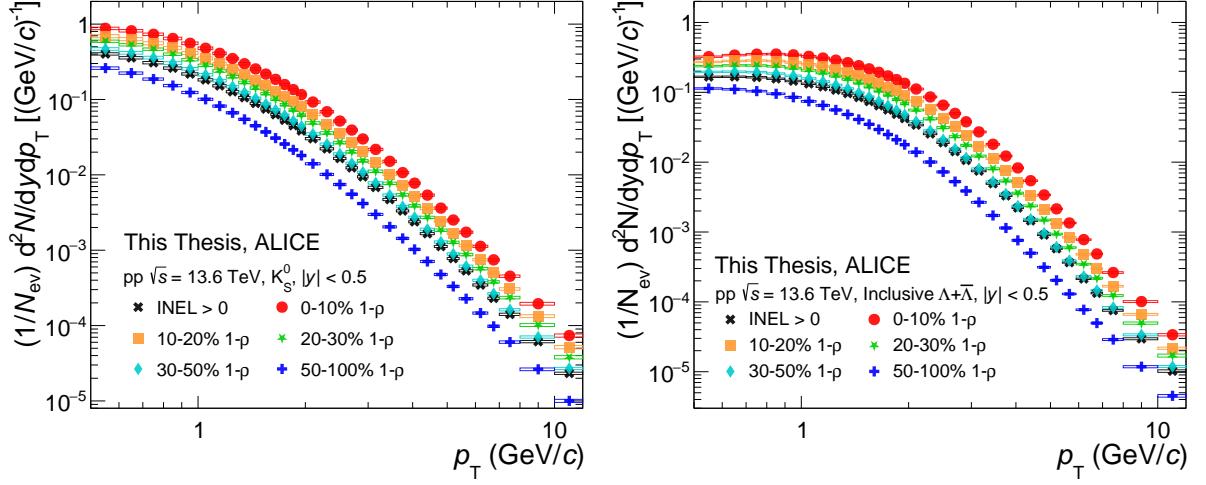 (1/N_ev) d²N/dydp_T [(GeV/c)⁻¹]
1
10⁻¹
10⁻²
10⁻³
10⁻⁴
10⁻⁵
This Thesis, ALICE
pp √s = 13.6 TeV, K⁰_S, |y| < 0.5
INEL > 0
0-10% 1-ρ
10-20% 1-ρ
20-30% 1-ρ
30-50% 1-ρ
50-100% 1-ρ
1
10
p_T (GeV/c)
(1/N_ev) d²N/dydp_T [(GeV/c)⁻¹]
1
10⁻¹
10⁻²
10⁻³
10⁻⁴
10⁻⁵
This Thesis, ALICE
pp √s = 13.6 TeV, Inclusive Λ+Λ̅, |y| < 0.5
INEL > 0
0-10% 1-ρ
10-20% 1-ρ
20-30% 1-ρ
30-50% 1-ρ
50-100% 1-ρ
1
10
p_T (GeV/c)